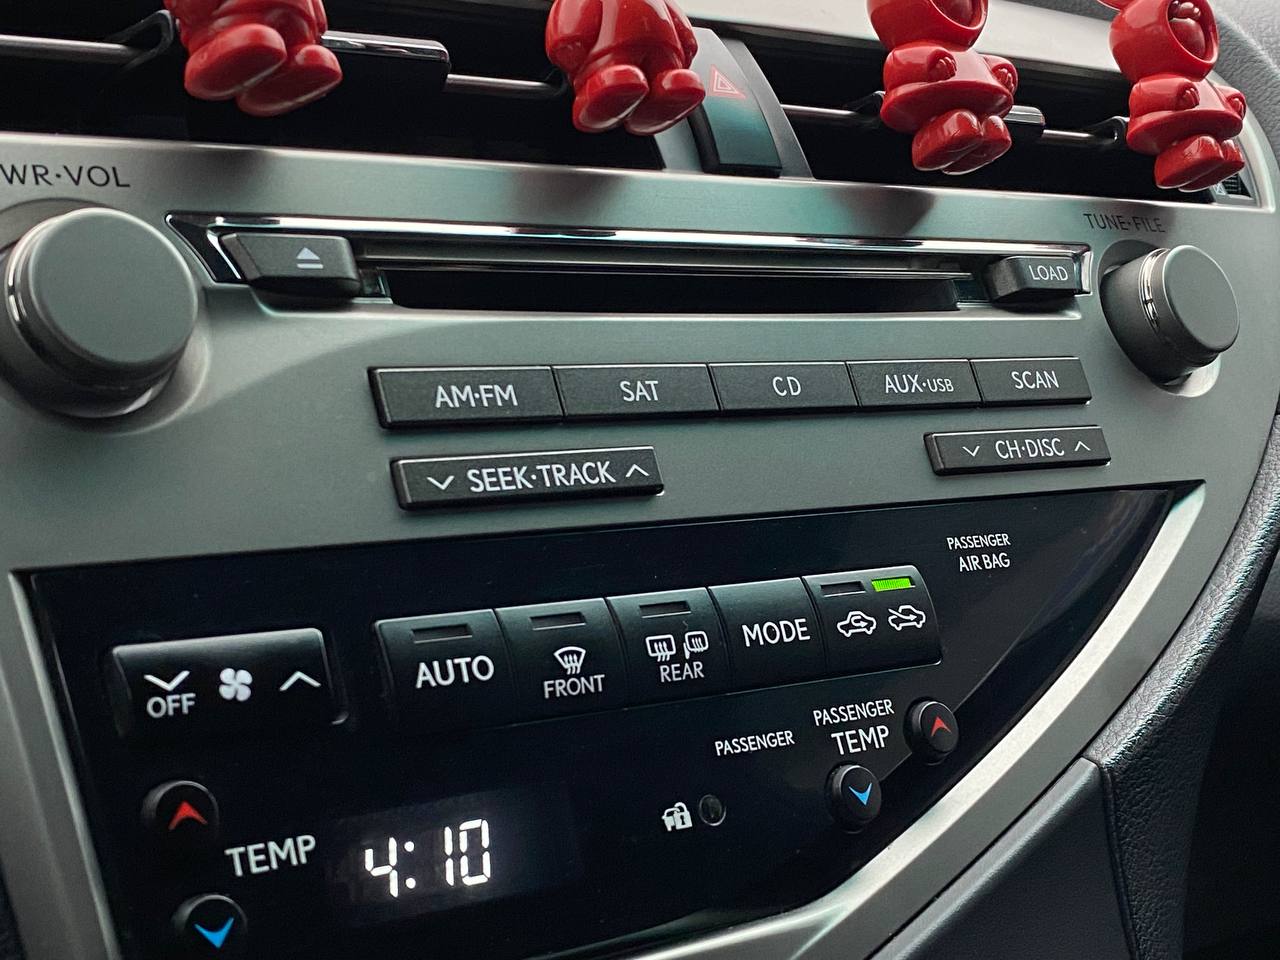 WR·VOL
TUNE·FILE
LOAD
AM·FM
SAT
CD
AUX·USB
SCAN
SEEK·TRACK
CH·DISC
PASSENGER
AIR BAG
OFF
AUTO
FRONT
REAR
MODE
PASSENGER
PASSENGER
TEMP
TEMP
4:10